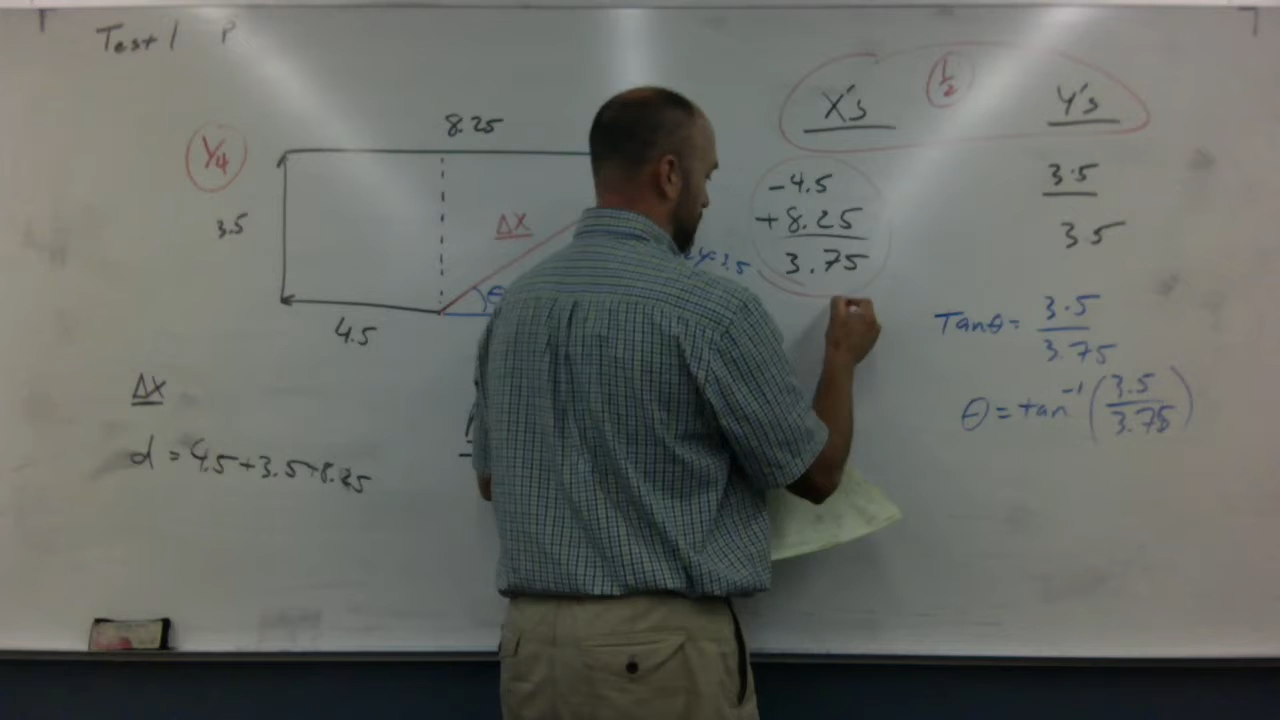 Test 1 P
1/4
8.25
3.5
ΔX
θ
4.5
ΔX
d = 4.5+3.5+8.25
1/2
X's Y's
-4.5
+8.25
3.75
3.5
3.5
Tanθ = 3.5/3.75
θ = tan⁻¹(3.5/3.75)